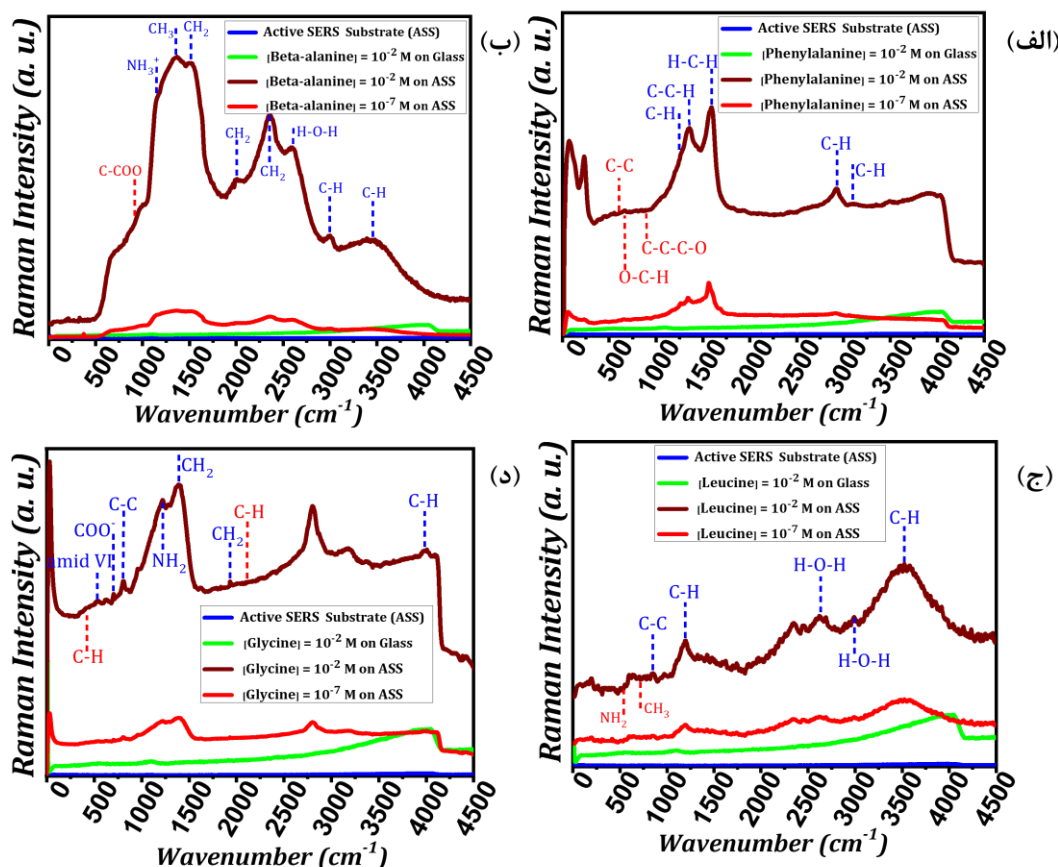 (الف)
Raman Intensity (a. u.)
Active SERS Substrate (ASS)
[Phenylalanine] = 10⁻² M on Glass
[Phenylalanine] = 10⁻² M on ASS
[Phenylalanine] = 10⁻⁷ M on ASS
H-C-H
C-C-H
C-H
C-C
C-C-C-O
O-C-H
C-H
C-H
0 500 1000 1500 2000 2500 3000 3500 4000 4500
Wavenumber (cm⁻¹)
(ب)
Raman Intensity (a. u.)
Active SERS Substrate (ASS)
[Beta-alanine] = 10⁻² M on Glass
[Beta-alanine] = 10⁻² M on ASS
[Beta-alanine] = 10⁻⁷ M on ASS
CH₃
CH₂
NH₃⁺
C-COO
CH₂
CH₂
H-O-H
C-H
C-H
0 500 1000 1500 2000 2500 3000 3500 4000 4500
Wavenumber (cm⁻¹)
(ج)
Raman Intensity (a. u.)
Active SERS Substrate (ASS)
[Leucine] = 10⁻² M on Glass
[Leucine] = 10⁻² M on ASS
[Leucine] = 10⁻⁷ M on ASS
C-H
H-O-H
C-H
C-C
H-O-H
NH₂
CH₃
0 500 1000 1500 2000 2500 3000 3500 4000 4500
Wavenumber (cm⁻¹)
(د)
Raman Intensity (a. u.)
CH₂
C-C
COO⁻
amid VI
NH₂
CH₂
C-H
C-H
C-H
Active SERS Substrate (ASS)
[Glycine] = 10⁻² M on Glass
[Glycine] = 10⁻² M on ASS
[Glycine] = 10⁻⁷ M on ASS
0 500 1000 1500 2000 2500 3000 3500 4000 4500
Wavenumber (cm⁻¹)